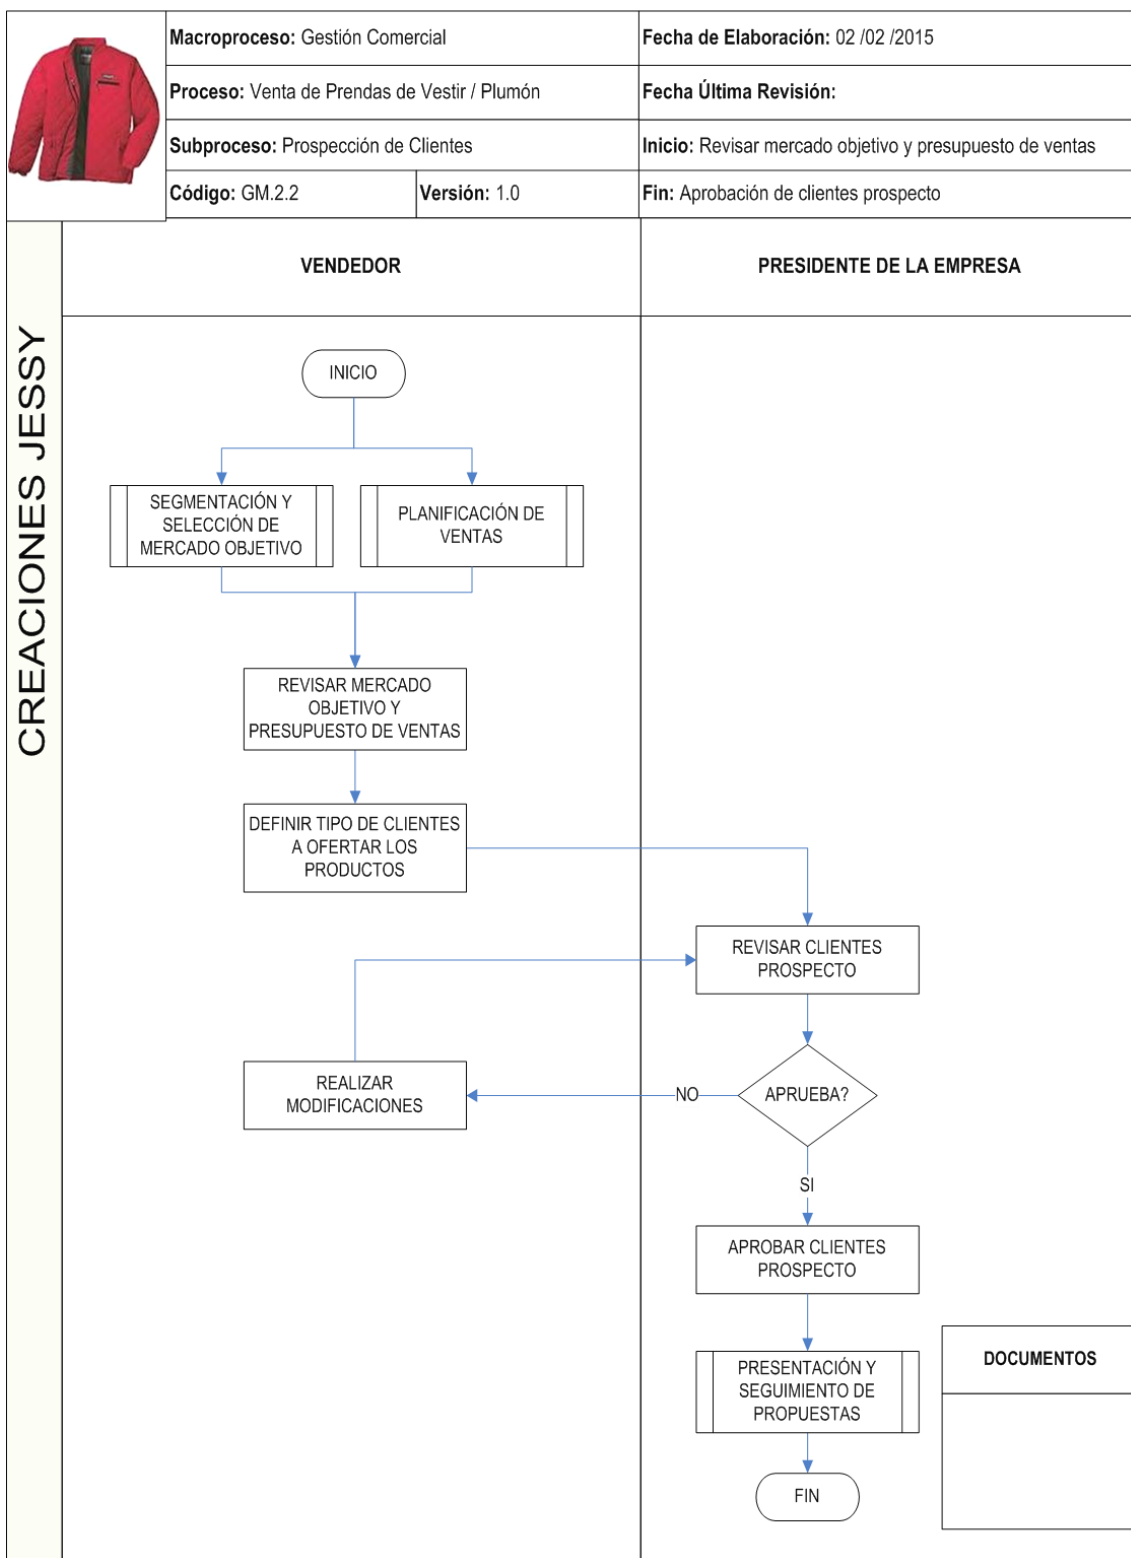 Macroproceso: Gestión Comercial
Fecha de Elaboración: 02 /02 /2015
Proceso: Venta de Prendas de Vestir / Plumón
Fecha Última Revisión:
Subproceso: Prospección de Clientes
Inicio: Revisar mercado objetivo y presupuesto de ventas
Código: GM.2.2
Versión: 1.0
Fin: Aprobación de clientes prospecto
CREACIONES JESSY
VENDEDOR
PRESIDENTE DE LA EMPRESA
INICIO
SEGMENTACIÓN Y
SELECCIÓN DE
MERCADO OBJETIVO
PLANIFICACIÓN DE
VENTAS
REVISAR MERCADO
OBJETIVO Y
PRESUPUESTO DE VENTAS
DEFINIR TIPO DE CLIENTES
A OFERTAR LOS
PRODUCTOS
REVISAR CLIENTES
PROSPECTO
REALIZAR
MODIFICACIONES
NO
APRUEBA?
SI
APROBAR CLIENTES
PROSPECTO
PRESENTACIÓN Y
SEGUIMIENTO DE
PROPUESTAS
DOCUMENTOS
FIN